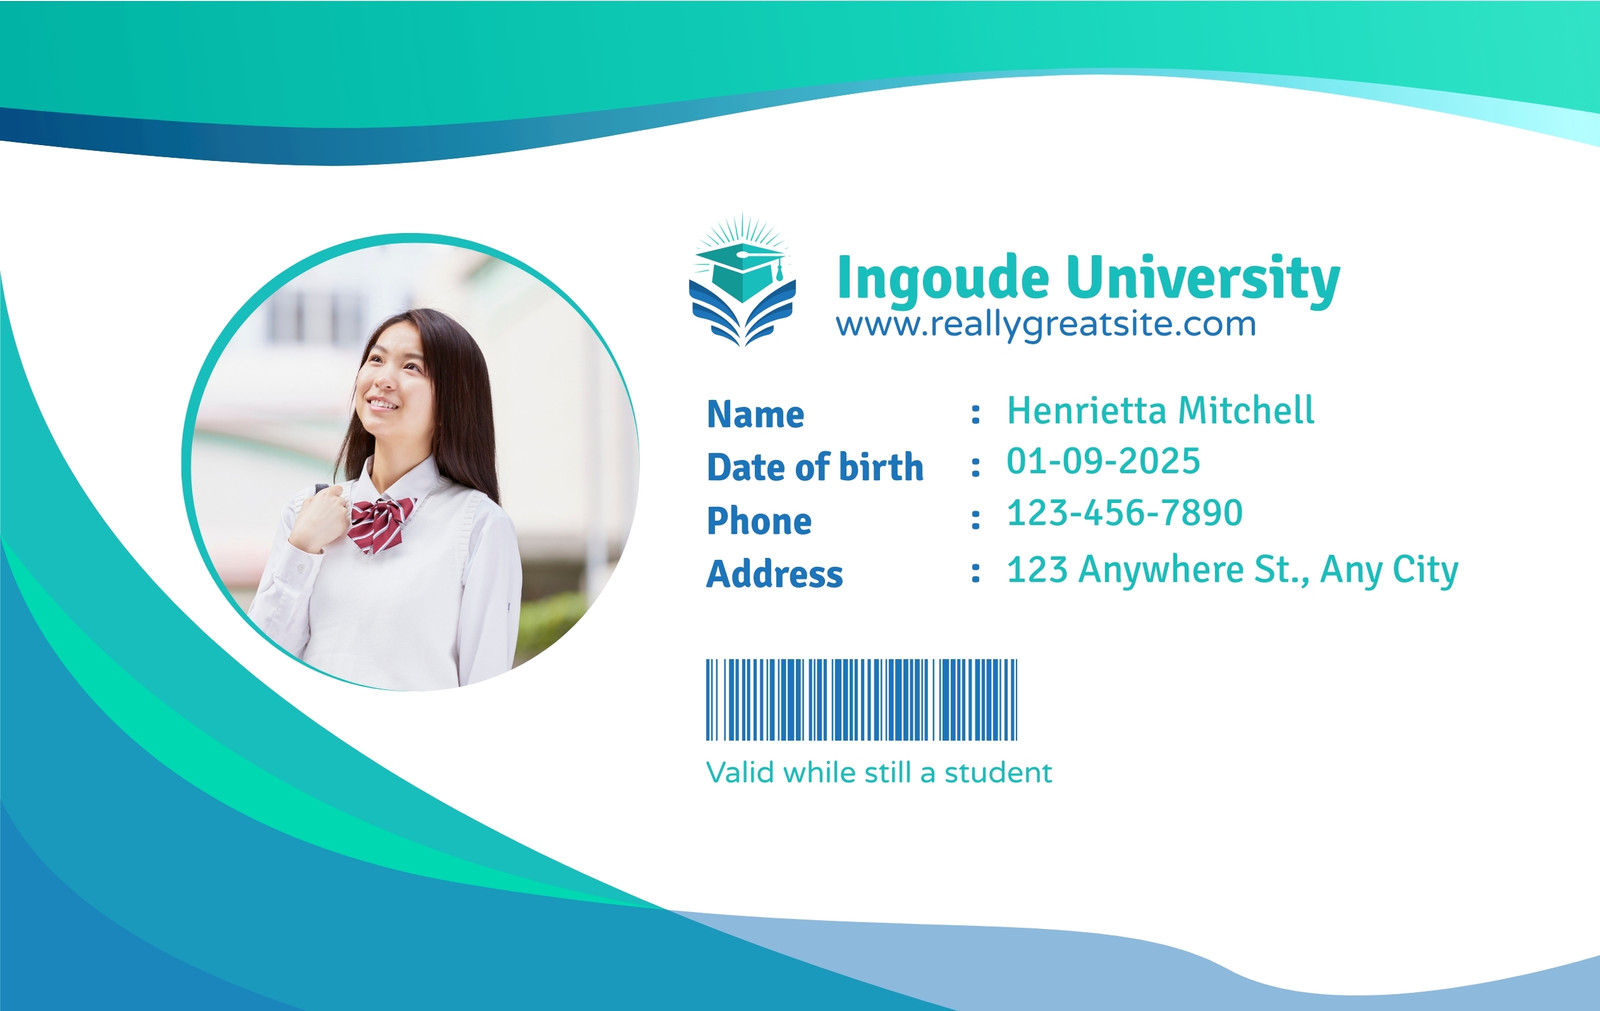 Ingoude University
www.reallygreatsite.com
Name : Henrietta Mitchell
Date of birth : 01-09-2025
Phone : 123-456-7890
Address : 123 Anywhere St., Any City
Valid while still a student